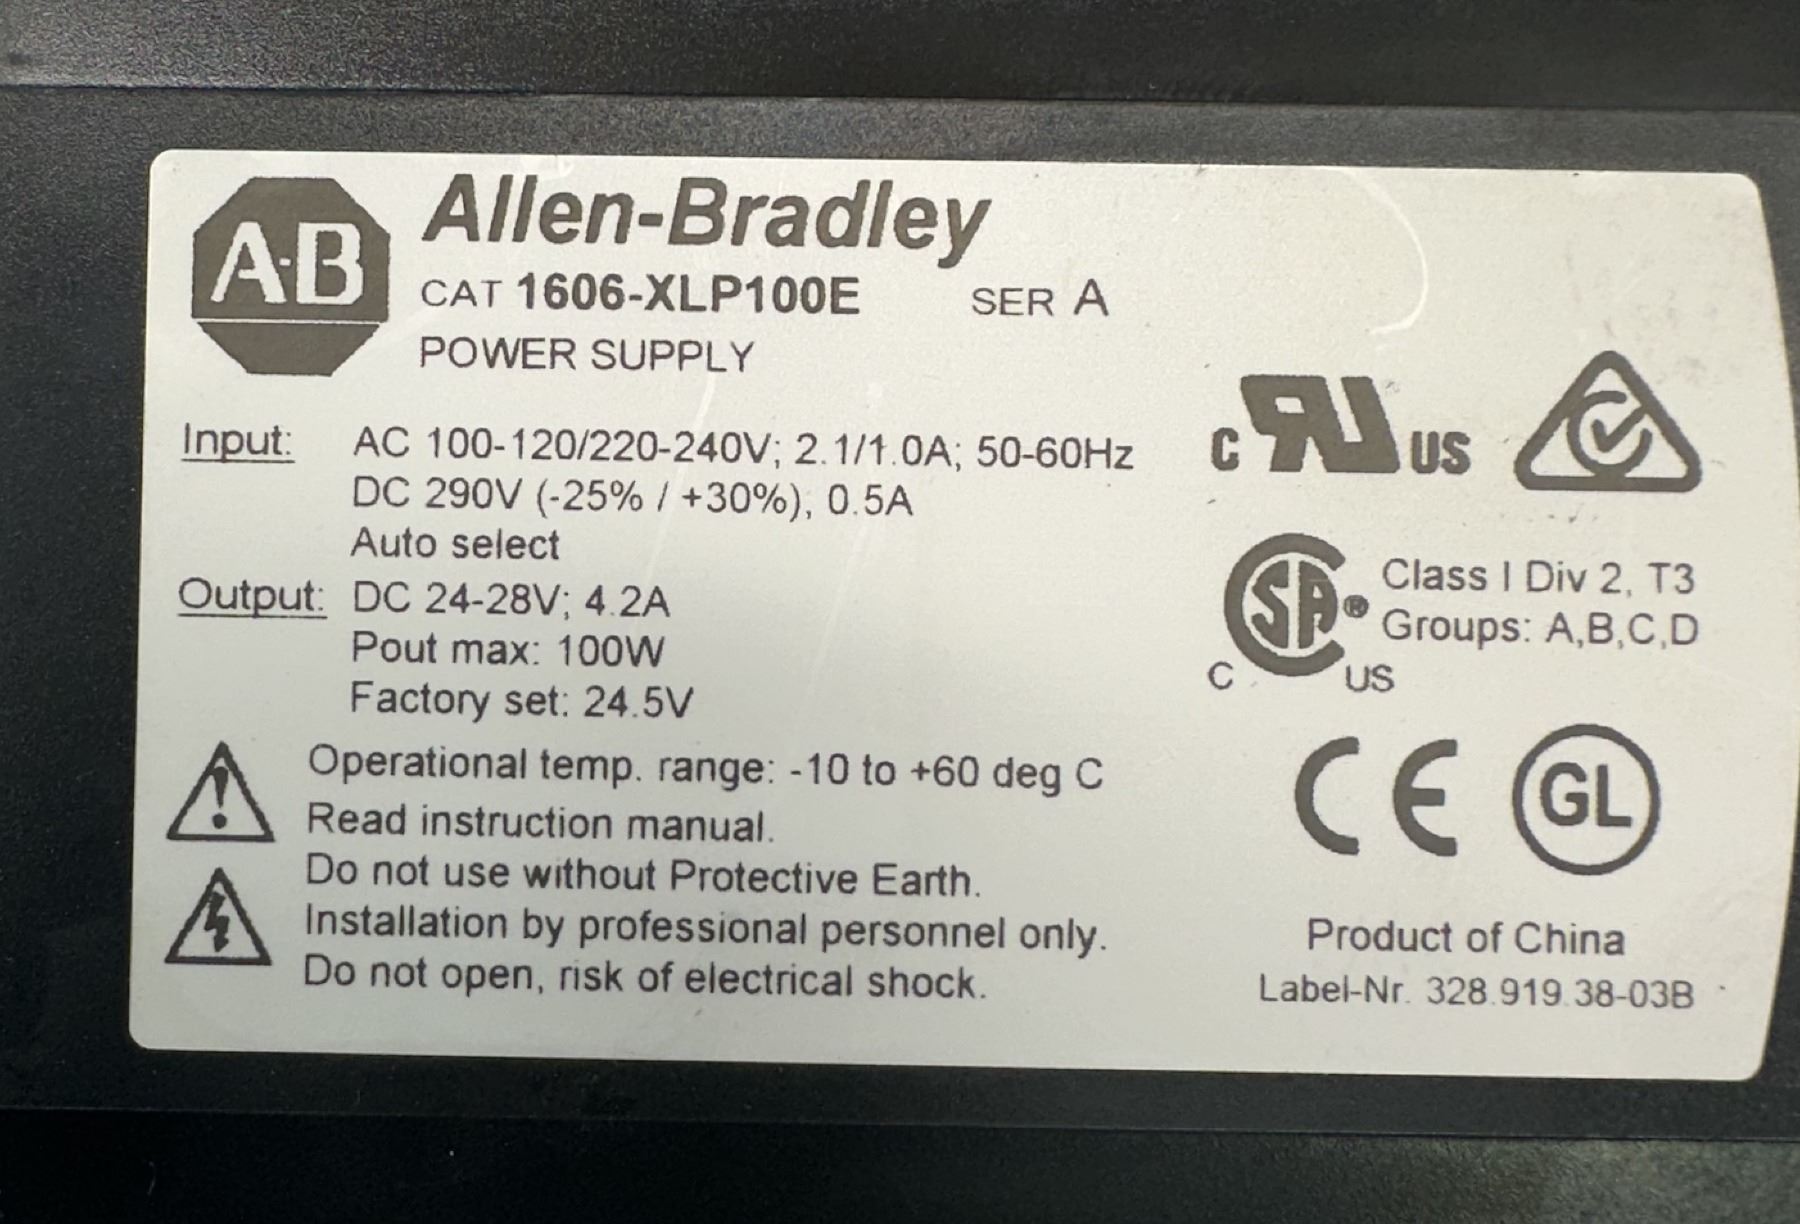 A-B Allen-Bradley
CAT 1606-XLP100E SER A
POWER SUPPLY
Input: AC 100-120/220-240V; 2.1/1.0A; 50-60Hz
DC 290V (-25% / +30%), 0.5A
Auto select
Output: DC 24-28V; 4.2A
Pout max: 100W
Factory set: 24.5V
Operational temp. range: -10 to +60 deg C
Read instruction manual.
Do not use without Protective Earth.
Installation by professional personnel only.
Do not open, risk of electrical shock.
C RU US
C SA® US
Class I Div 2, T3
Groups: A,B,C,D
CE GL
Product of China
Label-Nr. 328.919.38-03B